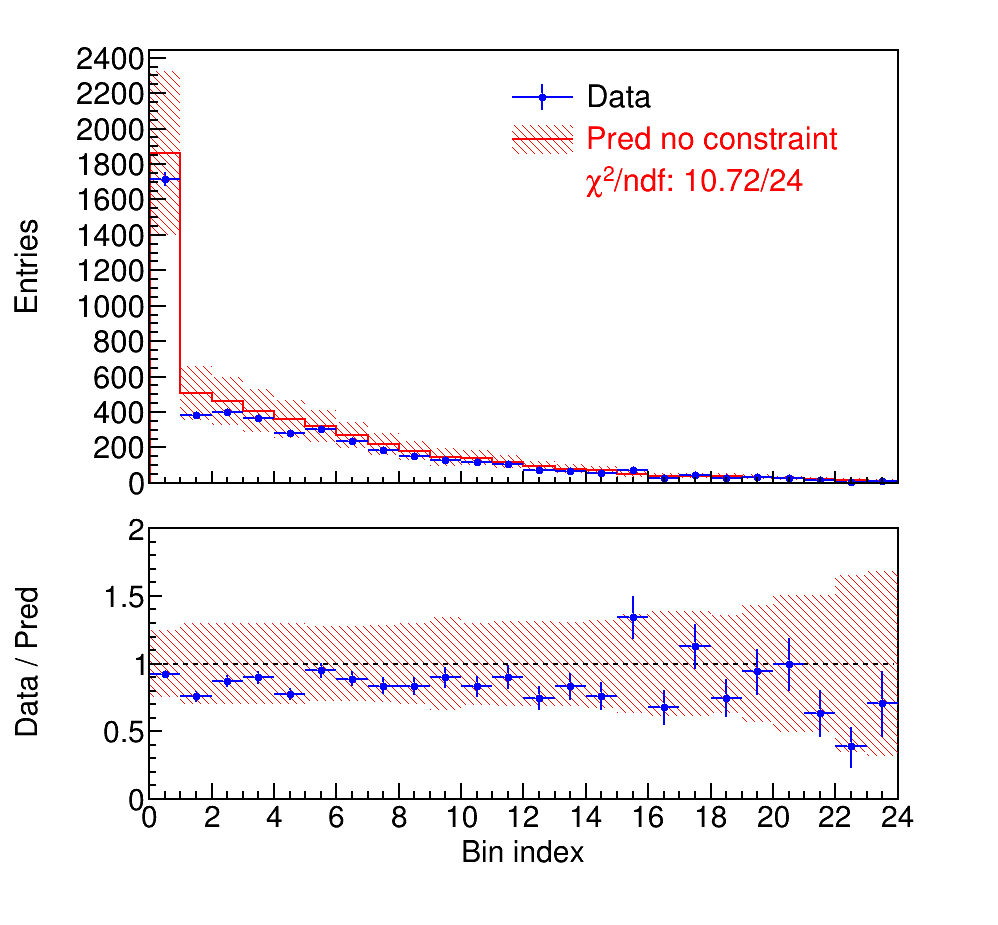 2400
2200
2000
1800
1600
1400
1200
1000
800
600
400
200
0
Entries
Data
Pred no constraint
χ²/ndf: 10.72/24
2
1.5
1
0.5
0
Data / Pred
0 2 4 6 8 10 12 14 16 18 20 22 24
Bin index